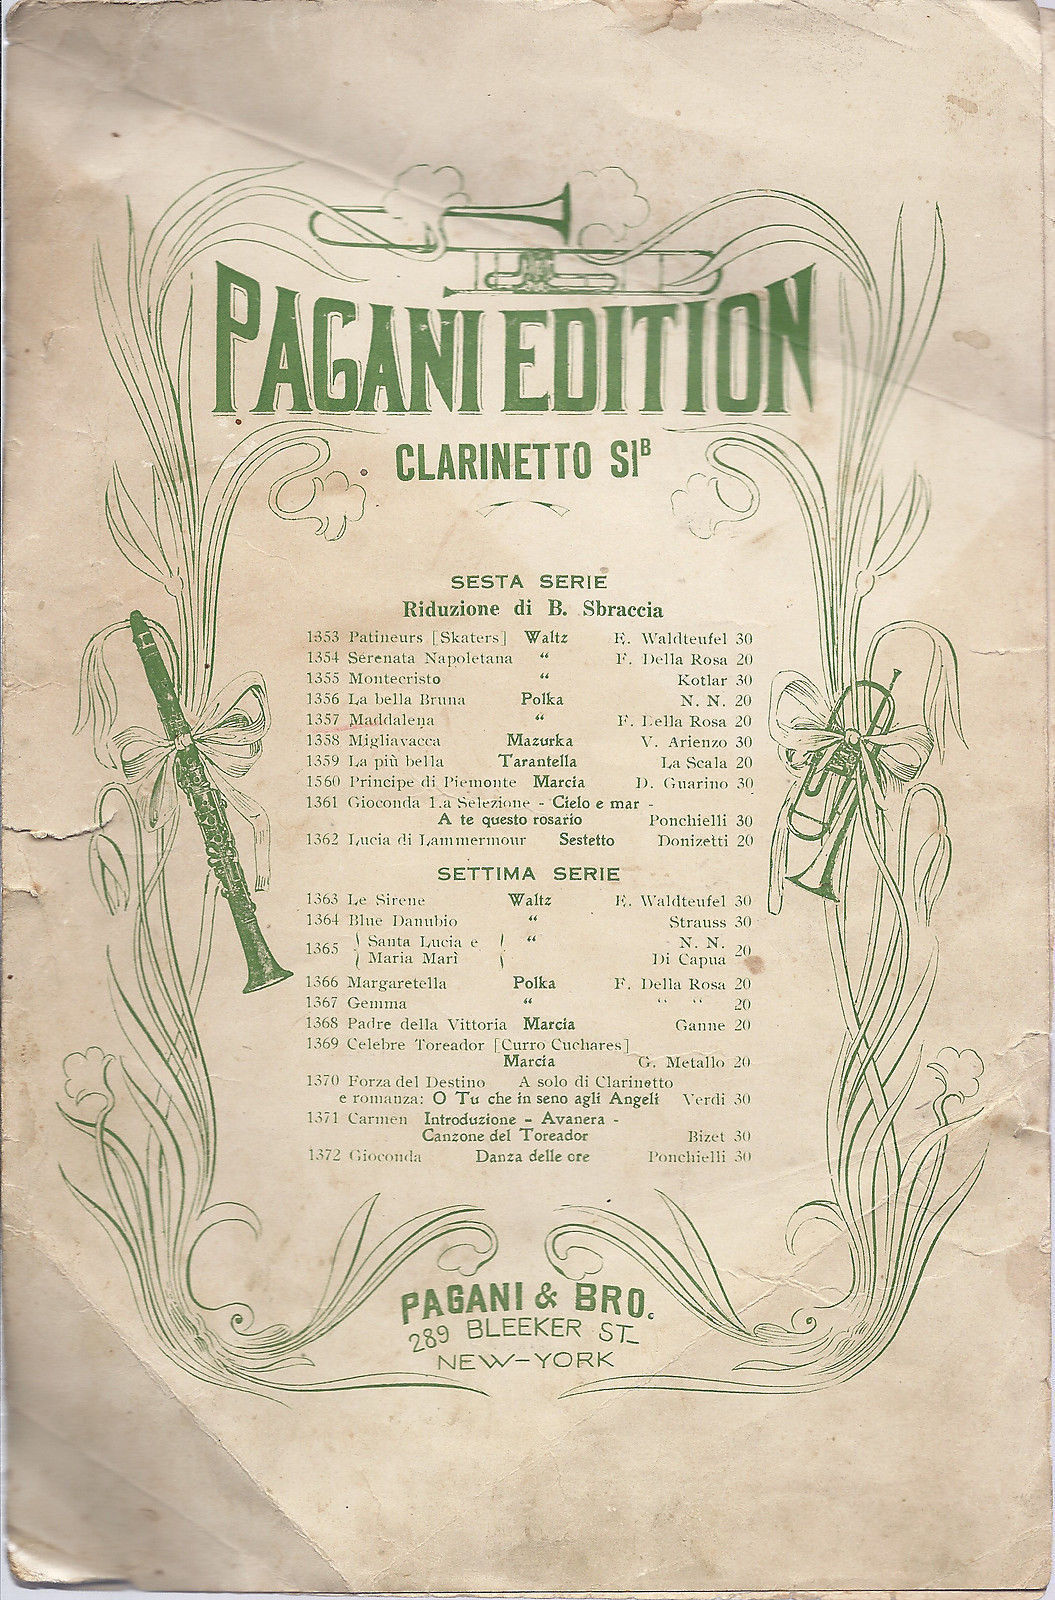 PAGANI EDITION
CLARINETTO SIB
SESTA SERIE
Riduzione di B. Sbraccia
1353 Patineurs [Skaters] Waltz E. Waldteufel 30
1354 Serenata Napoletana “ F. Della Rosa 20
1355 Montecristo “ Kotlar 30
1356 La bella Bruna Polka N. N. 20
1357 Maddalena “ F. Della Rosa 20
1358 Migliavacca Mazurka V. Arienzo 30
1359 La più bella Tarantella La Scala 20
1560 Principe di Piemonte Marcia D. Guarino 30
1361 Gioconda 1.a Selezione - Cielo e mar -
A te questo rosario Ponchielli 30
1362 Lucia di Lammermour Sestetto Donizetti 20
SETTIMA SERIE
1363 Le Sirene Waltz E. Waldteufel 30
1364 Blue Danubio “ Strauss 30
1365 ( Santa Lucia e ( “ N. N. 20
( Maria Marì ( Di Capua
1366 Margaretella Polka F. Della Rosa 20
1367 Gemma “ “ “ 20
1368 Padre della Vittoria Marcia Ganne 20
1369 Celebre Toreador [Curro Cuchares]
Marcia G. Metallo 20
1370 Forza del Destino A solo di Clarinetto
e romanza: O Tu che in seno agli Angeli Verdi 30
1371 Carmen Introduzione - Avanera -
Canzone del Toreador Bizet 30
1372 Gioconda Danza delle ore Ponchielli 30
PAGANI & BRO.
289 BLEEKER ST.
NEW-YORK